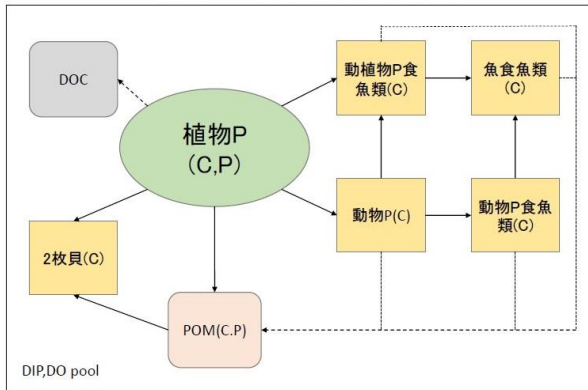 DOC
植物P
(C,P)
動植物P食
魚類(C)
魚食魚類
(C)
2枚貝(C)
動物P(C)
動物P食魚
類(C)
POM(C.P)
DIP,DO pool